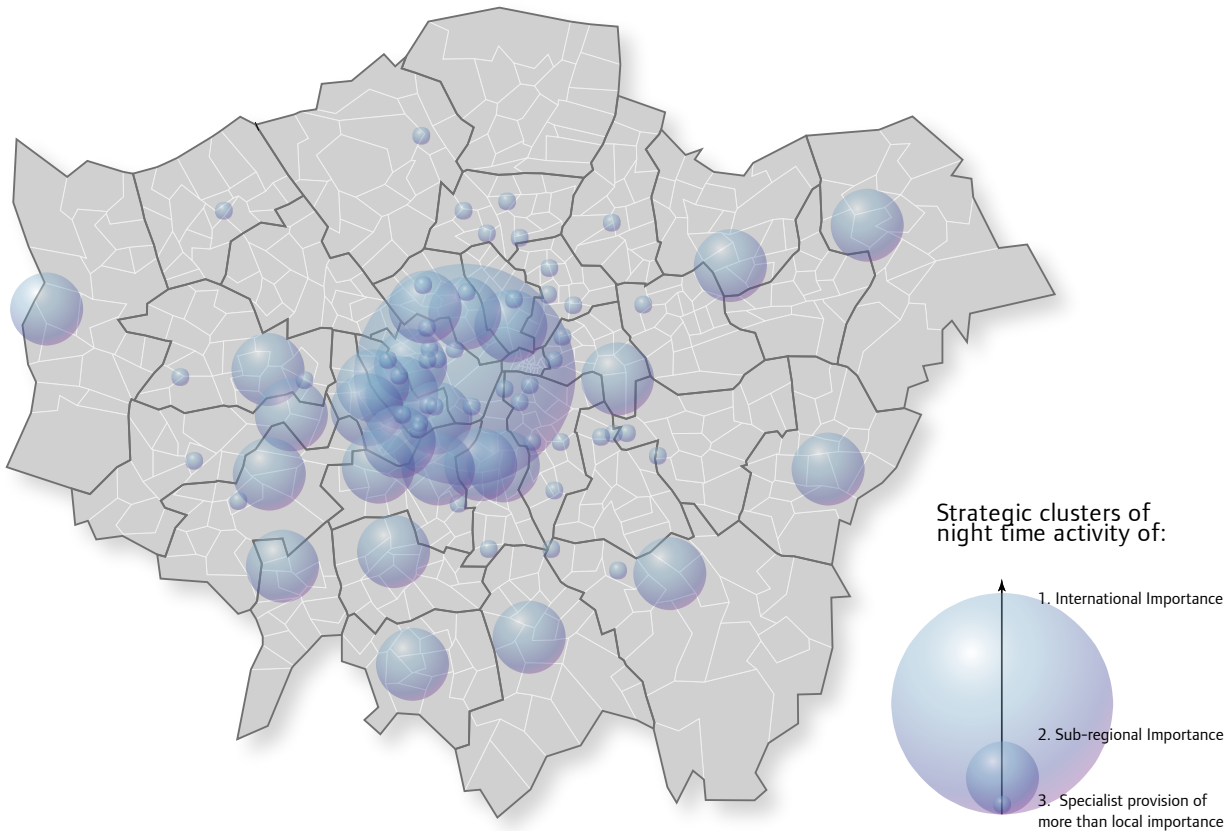 Strategic clusters of
night time activity of:
1. International Importance
2. Sub-regional Importance
3. Specialist provision of
more than local importance